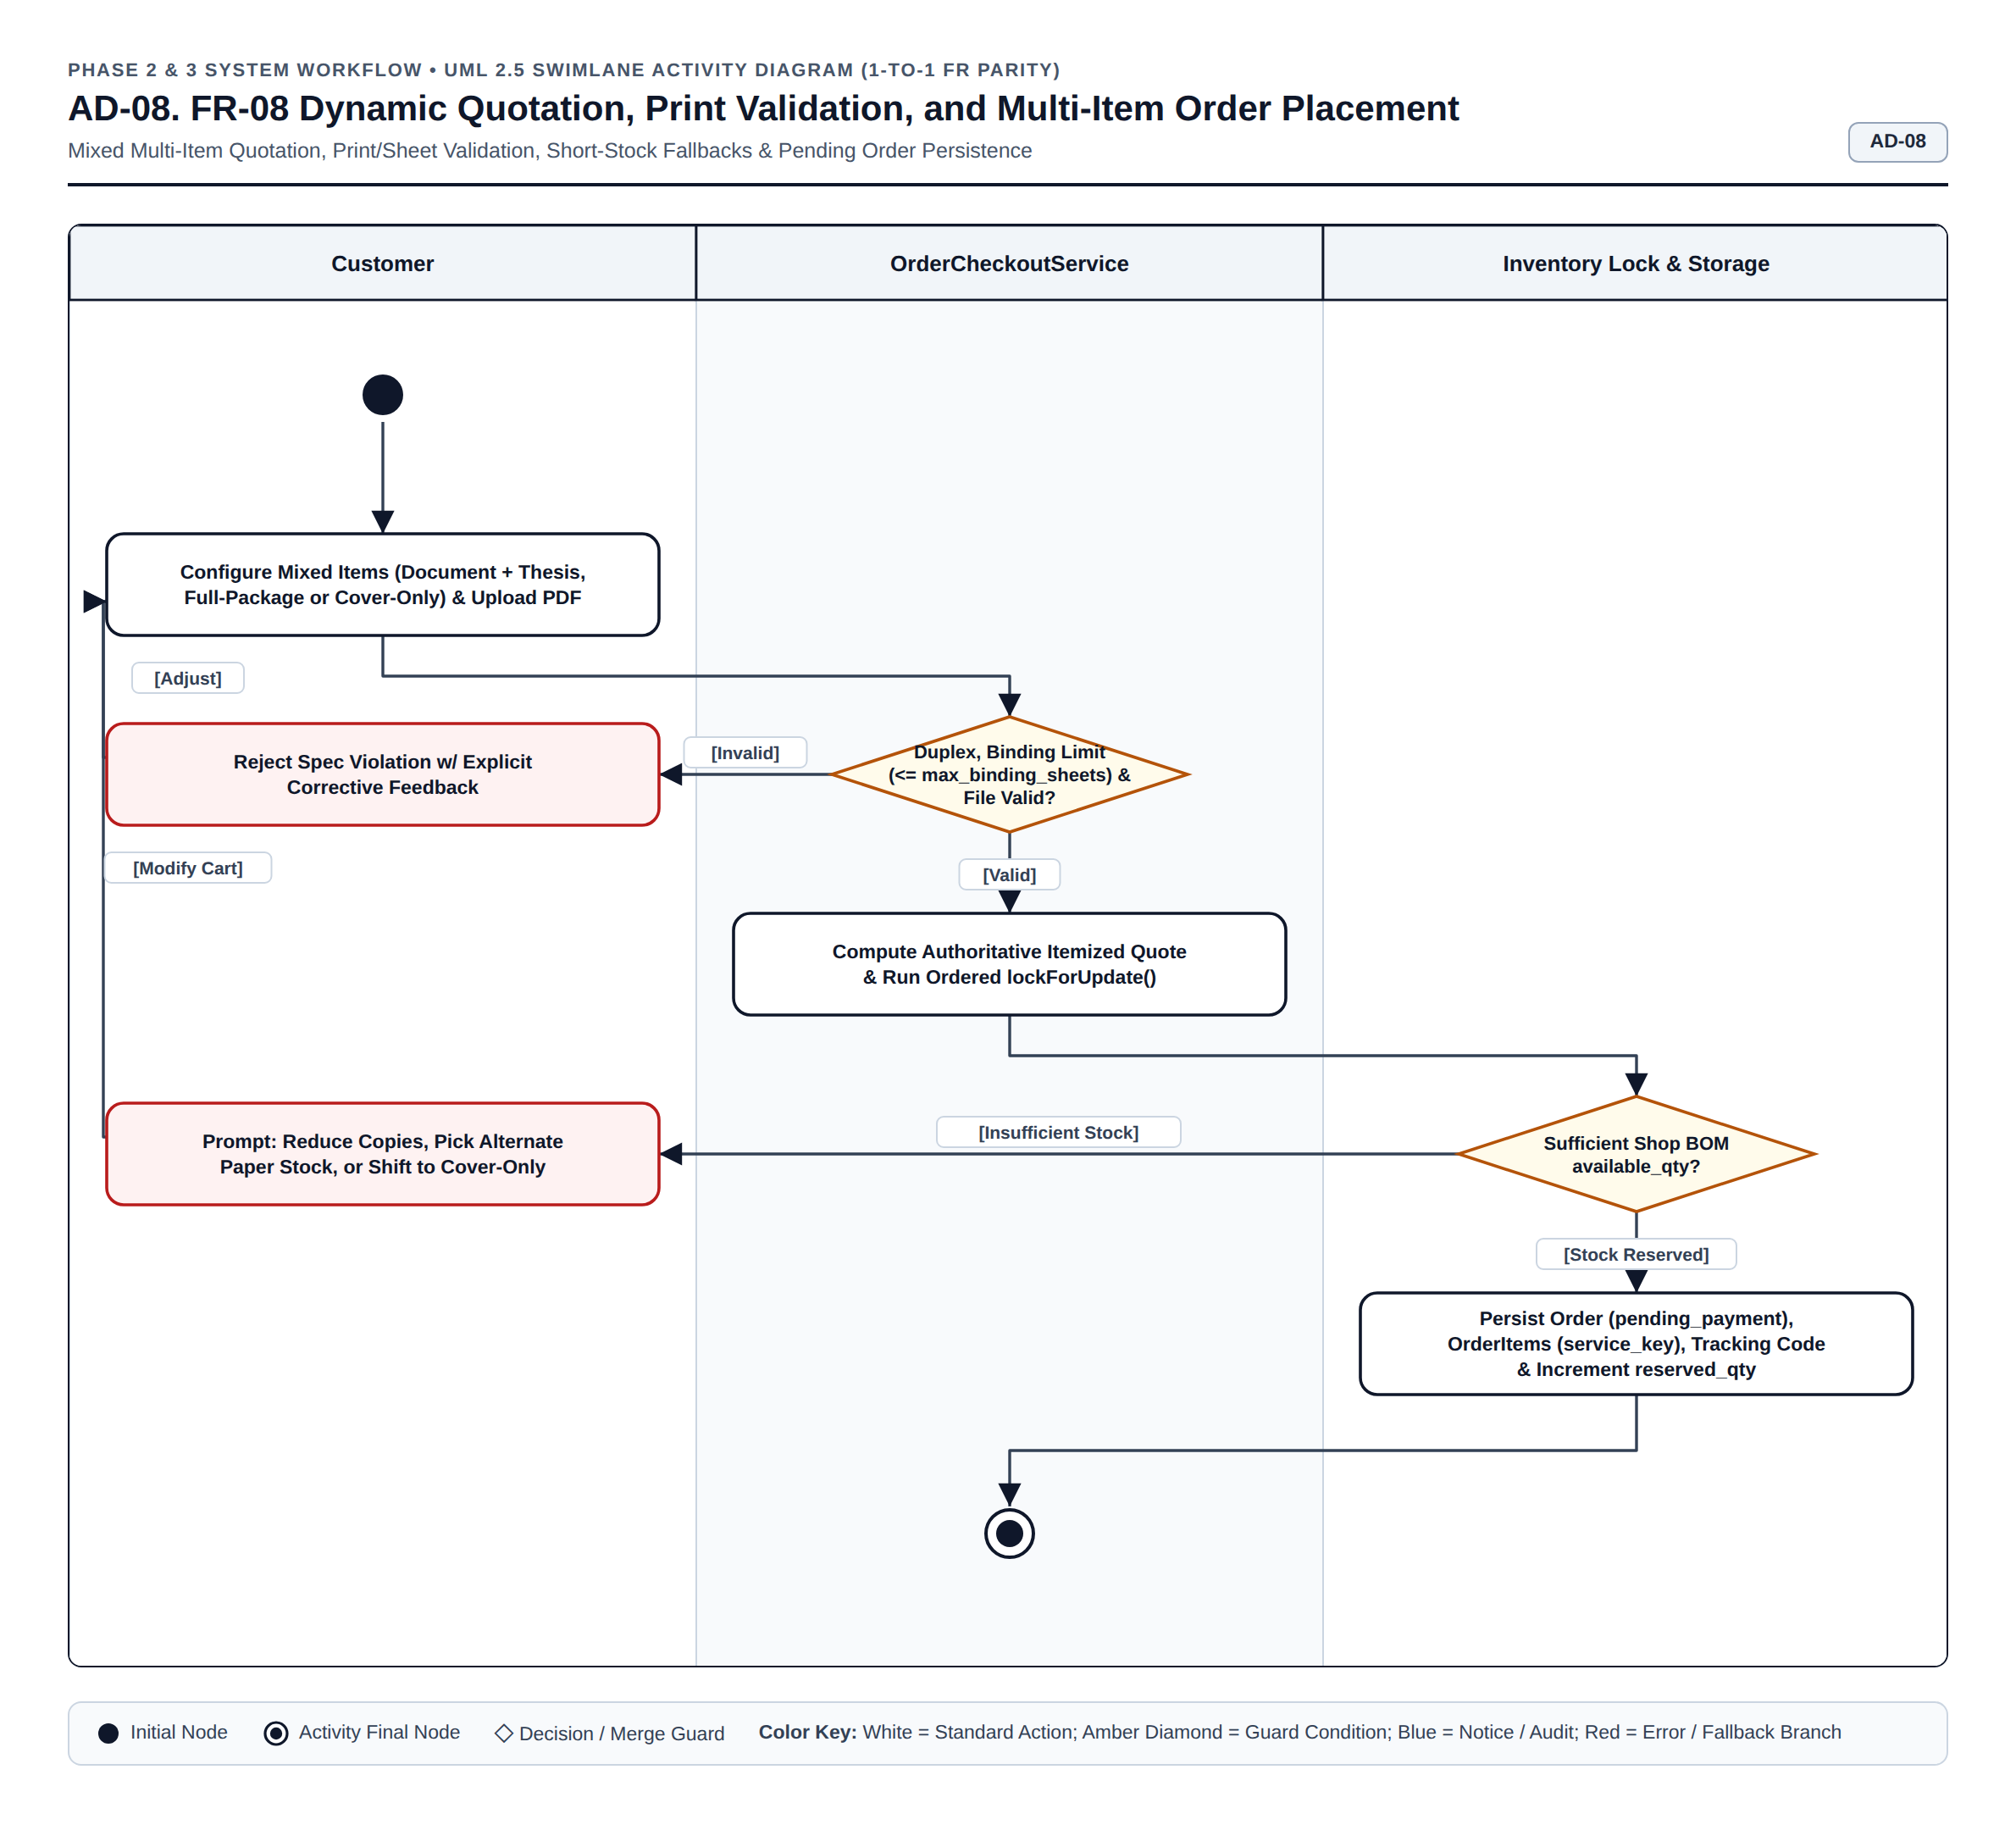 PHASE 2 & 3 SYSTEM WORKFLOW • UML 2.5 SWIMLANE ACTIVITY DIAGRAM (1-TO-1 FR PARITY)
AD-08. FR-08 Dynamic Quotation, Print Validation, and Multi-Item Order Placement
Mixed Multi-Item Quotation, Print/Sheet Validation, Short-Stock Fallbacks & Pending Order Persistence
AD-08
Customer
OrderCheckoutService
Inventory Lock & Storage
Configure Mixed Items (Document + Thesis,
Full-Package or Cover-Only) & Upload PDF
[Adjust]
Reject Spec Violation w/ Explicit
Corrective Feedback
[Invalid]
Duplex, Binding Limit
(<= max_binding_sheets) &
File Valid?
[Modify Cart]
[Valid]
Compute Authoritative Itemized Quote
& Run Ordered lockForUpdate()
Prompt: Reduce Copies, Pick Alternate
Paper Stock, or Shift to Cover-Only
[Insufficient Stock]
Sufficient Shop BOM
available_qty?
[Stock Reserved]
Persist Order (pending_payment),
OrderItems (service_key), Tracking Code
& Increment reserved_qty
Initial Node
Activity Final Node
Decision / Merge Guard
Color Key: White = Standard Action; Amber Diamond = Guard Condition; Blue = Notice / Audit; Red = Error / Fallback Branch